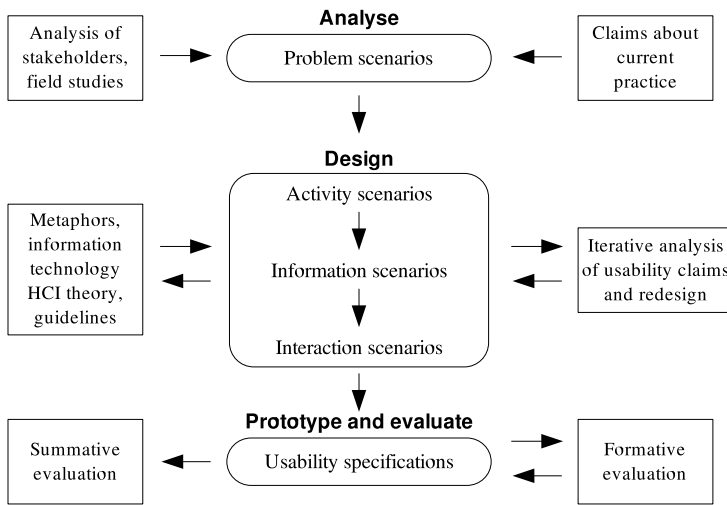 Analyse
Analysis of
stakeholders,
field studies
Problem scenarios
Claims about
current
practice
Design
Metaphors,
information
technology
HCI theory,
guidelines
Activity scenarios
Information scenarios
Interaction scenarios
Iterative analysis
of usability claims
and redesign
Prototype and evaluate
Summative
evaluation
Usability specifications
Formative
evaluation